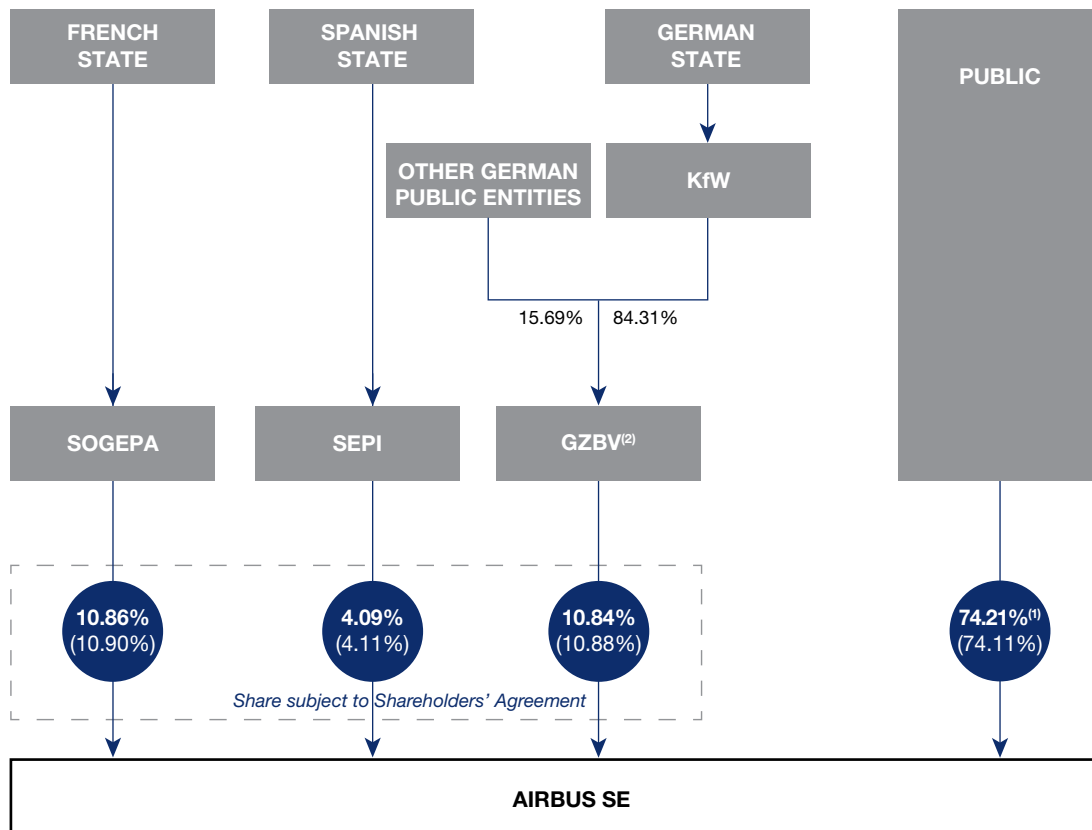 FRENCH
STATE
SPANISH
STATE
GERMAN
STATE
PUBLIC
OTHER GERMAN
PUBLIC ENTITIES
KfW
15.69%
84.31%
SOGEPA
SEPI
GZBV(2)
10.86%
(10.90%)
4.09%
(4.11%)
10.84%
(10.88%)
74.21%(1)
(74.11%)
Share subject to Shareholders' Agreement
AIRBUS SE